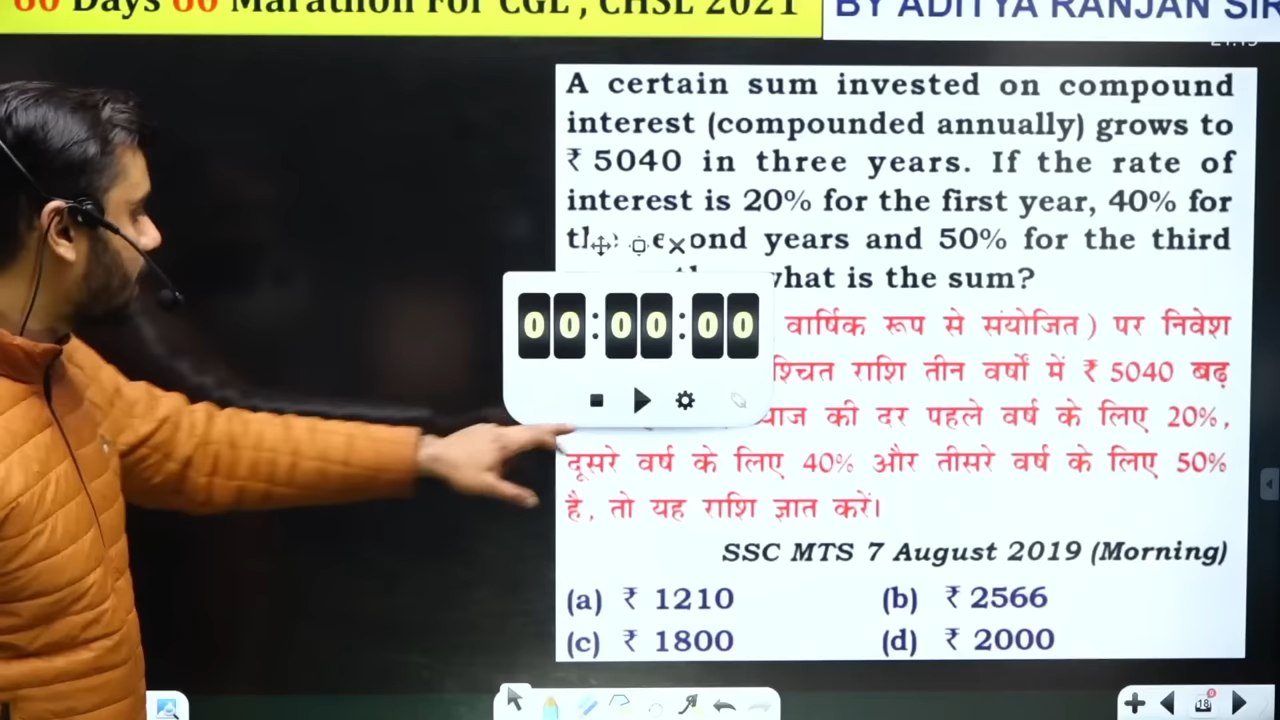 60 Days 60 Marathon For CGL, CHSL 2021
BY ADITYA RANJAN SIR
A certain sum invested on compound
interest (compounded annually) grows to
₹ 5040 in three years. If the rate of
interest is 20% for the first year, 40% for
ond years and 50% for the third
what is the sum?
वार्षिक रूप से संयोजित) पर निवेश
श्चित राशि तीन वर्षों में ₹ 5040 बढ़
की दर पहले वर्ष के लिए 20%,
दूसरे वर्ष के लिए 40% और तीसरे वर्ष के लिए 50%
है, तो यह राशि ज्ञात करें।
00:00:00
SSC MTS 7 August 2019 (Morning)
(a) ₹ 1210 (b) ₹ 2566
(c) ₹ 1800 (d) ₹ 2000
18